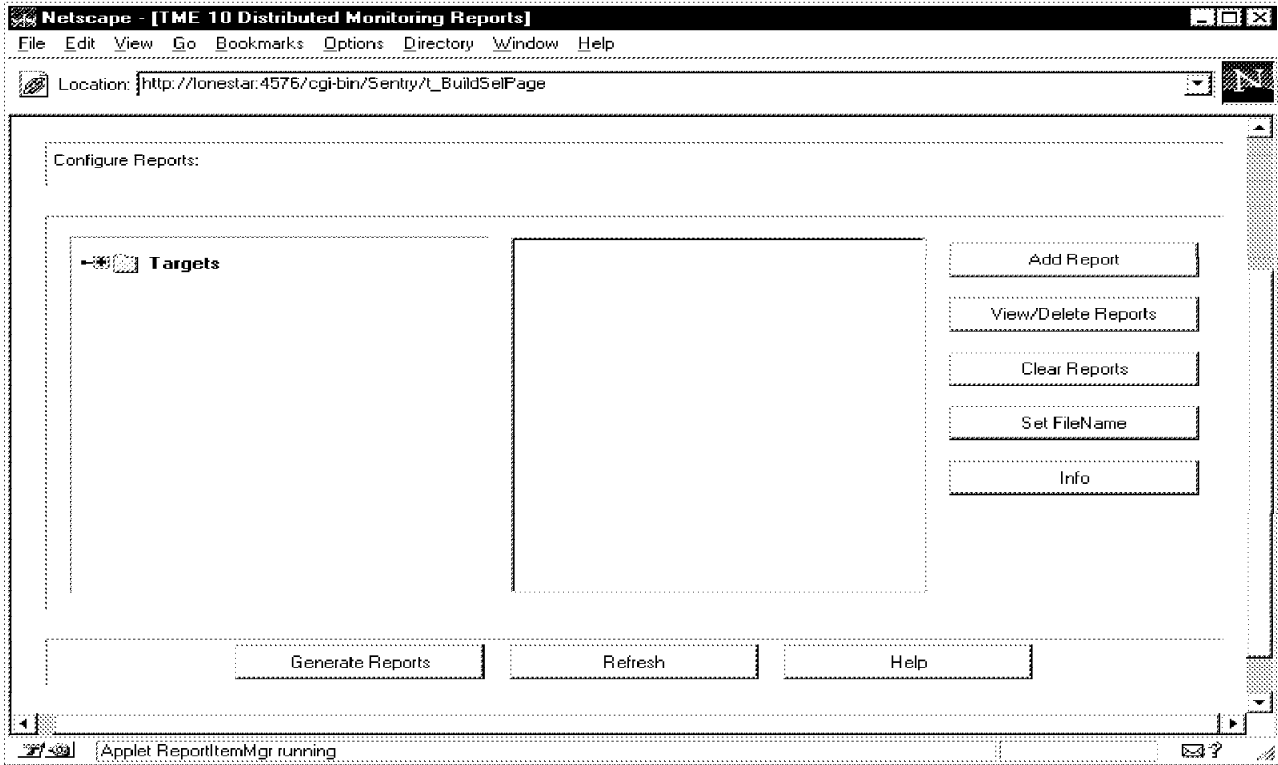 Netscape - [TME 10 Distributed Monitoring Reports]
File Edit View Go Bookmarks Options Directory Window Help
Location: http://lonestar:4576/cgi-bin/Sentry/t_BuildSelPage
N
Configure Reports:
Targets
Add Report
View/Delete Reports
Clear Reports
Set FileName
Info
Generate Reports Refresh Help
Applet ReportItemMgr running
?